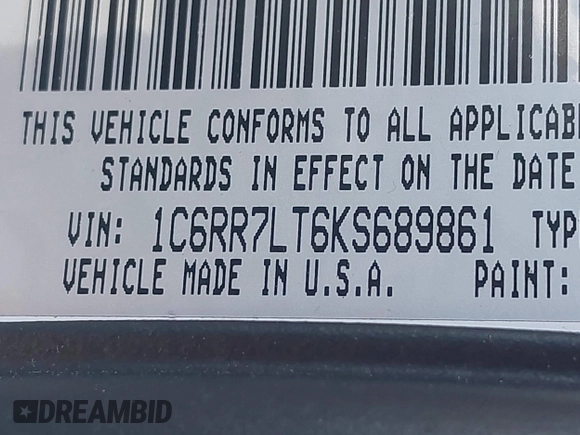 THIS VEHICLE CONFORMS TO ALL APPLICAB
STANDARDS IN EFFECT ON THE DATE
VIN: 1C6RR7LT6KS689861 TYP
VEHICLE MADE IN U.S.A. PAINT:
DREAMBID